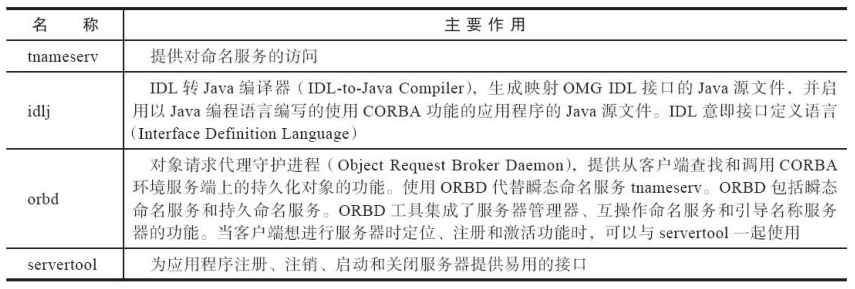 名 称 主要作用
tnameserv 提供对命名服务的访问
IDL 转 Java 编译器（IDL-to-Java Compiler），生成映射 OMG IDL 接口的 Java 源文件，并启
idlj 用以 Java 编程语言编写的使用 CORBA 功能的应用程序的 Java 源文件。IDL 意即接口定义语言
（Interface Definition Language）
对象请求代理守护进程（Object Request Broker Daemon），提供从客户端查找和调用 CORBA
环境服务端上的持久化对象的功能。使用 ORBD 代替瞬态命名服务 tnameserv。ORBD 包括瞬态
orbd 命名服务和持久命名服务。ORBD 工具集成了服务器管理器、互操作命名服务和引导名称服务
器的功能。当客户端想进行服务器时定位、注册和激活功能时，可以与 servertool 一起使用
servertool 为应用程序注册、注销、启动和关闭服务器提供易用的接口